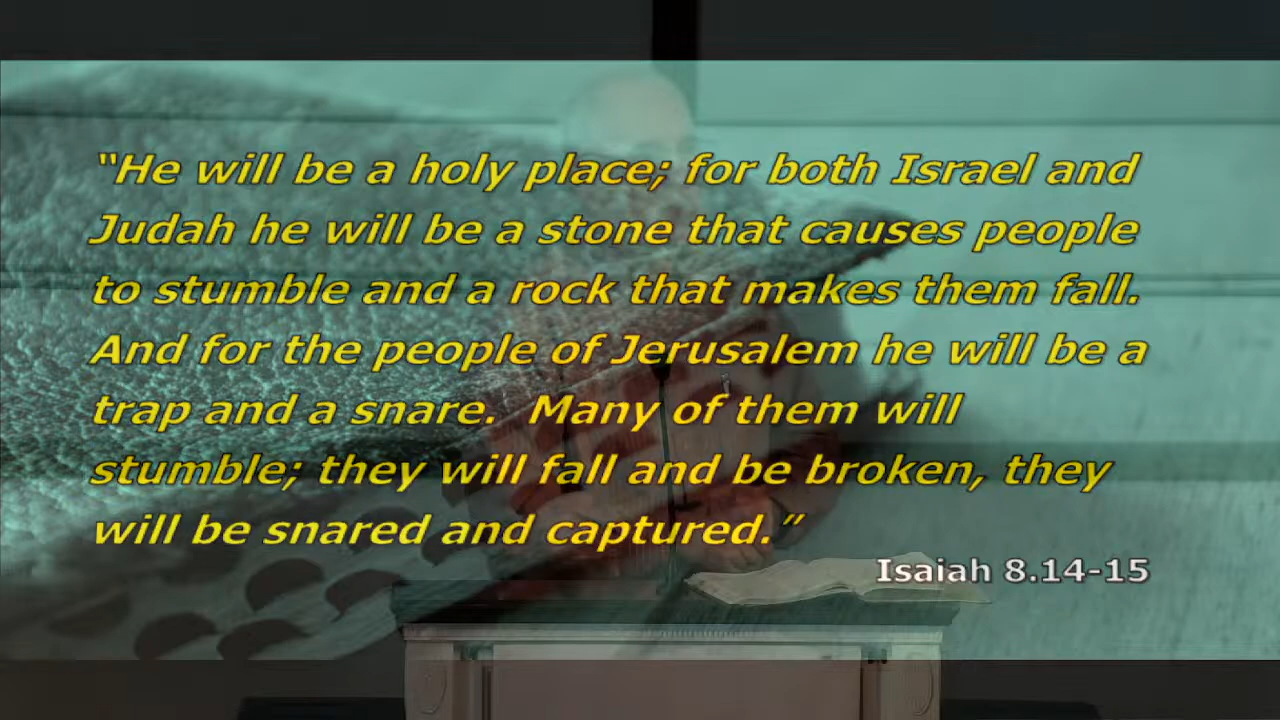 “He will be a holy place; for both Israel and
Judah he will be a stone that causes people
to stumble and a rock that makes them fall.
And for the people of Jerusalem he will be a
trap and a snare.  Many of them will
stumble; they will fall and be broken, they
will be snared and captured.”
Isaiah 8.14-15